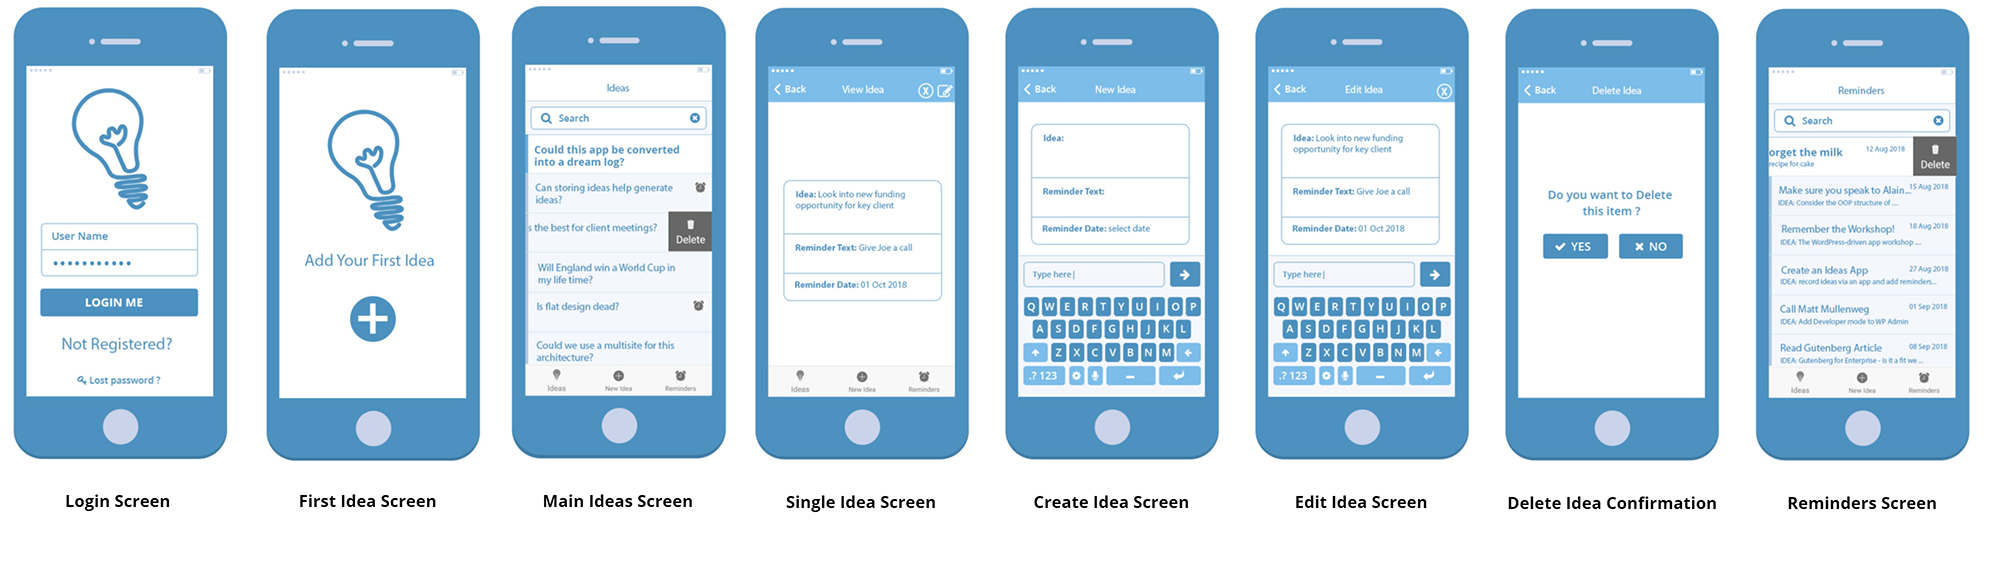 User Name
LOGIN ME
Not Registered?
Lost password ?
Login Screen
Add Your First Idea
First Idea Screen
Ideas
Search
Could this app be converted
into a dream log?
Can storing ideas help generate
ideas?
s the best for client meetings?
Delete
Will England win a World Cup in
my life time?
Is flat design dead?
Could we use a multisite for this
architecture?
Ideas New Idea Reminders
Main Ideas Screen
Back View Idea X
Idea: Look into new funding
opportunity for key client
Reminder Text: Give Joe a call
Reminder Date: 01 Oct 2018
Ideas New Idea Reminders
Single Idea Screen
Back New Idea
Idea:
Reminder Text:
Reminder Date: select date
Type here|
Q W E R T Y U I O P
A S D F G H J K L
Z X C V B N M
.? 123
Create Idea Screen
Back Edit Idea X
Idea: Look into new funding
opportunity for key client
Reminder Text: Give Joe a call
Reminder Date: 01 Oct 2018
Type here|
Q W E R T Y U I O P
A S D F G H J K L
Z X C V B N M
.? 123
Edit Idea Screen
Back Delete Idea
Do you want to Delete
this item ?
YES NO
Delete Idea Confirmation
Reminders
Search
orget the milk 12 Aug 2018
recipe for cake
Delete
Make sure you speak to Alain... 15 Aug 2018
IDEA: Consider the OOP structure of ...
Remember the Workshop! 18 Aug 2018
IDEA: The WordPress-driven app workshop ....
Create an Ideas App 27 Aug 2018
IDEA: record ideas via an app and add reminders...
Call Matt Mullenweg 01 Sep 2018
IDEA: Add Developer mode to WP Admin
Read Gutenberg Article 08 Sep 2018
IDEA: Gutenberg for Enterprise - is it a fit we ...
Ideas New Idea Reminders
Reminders Screen